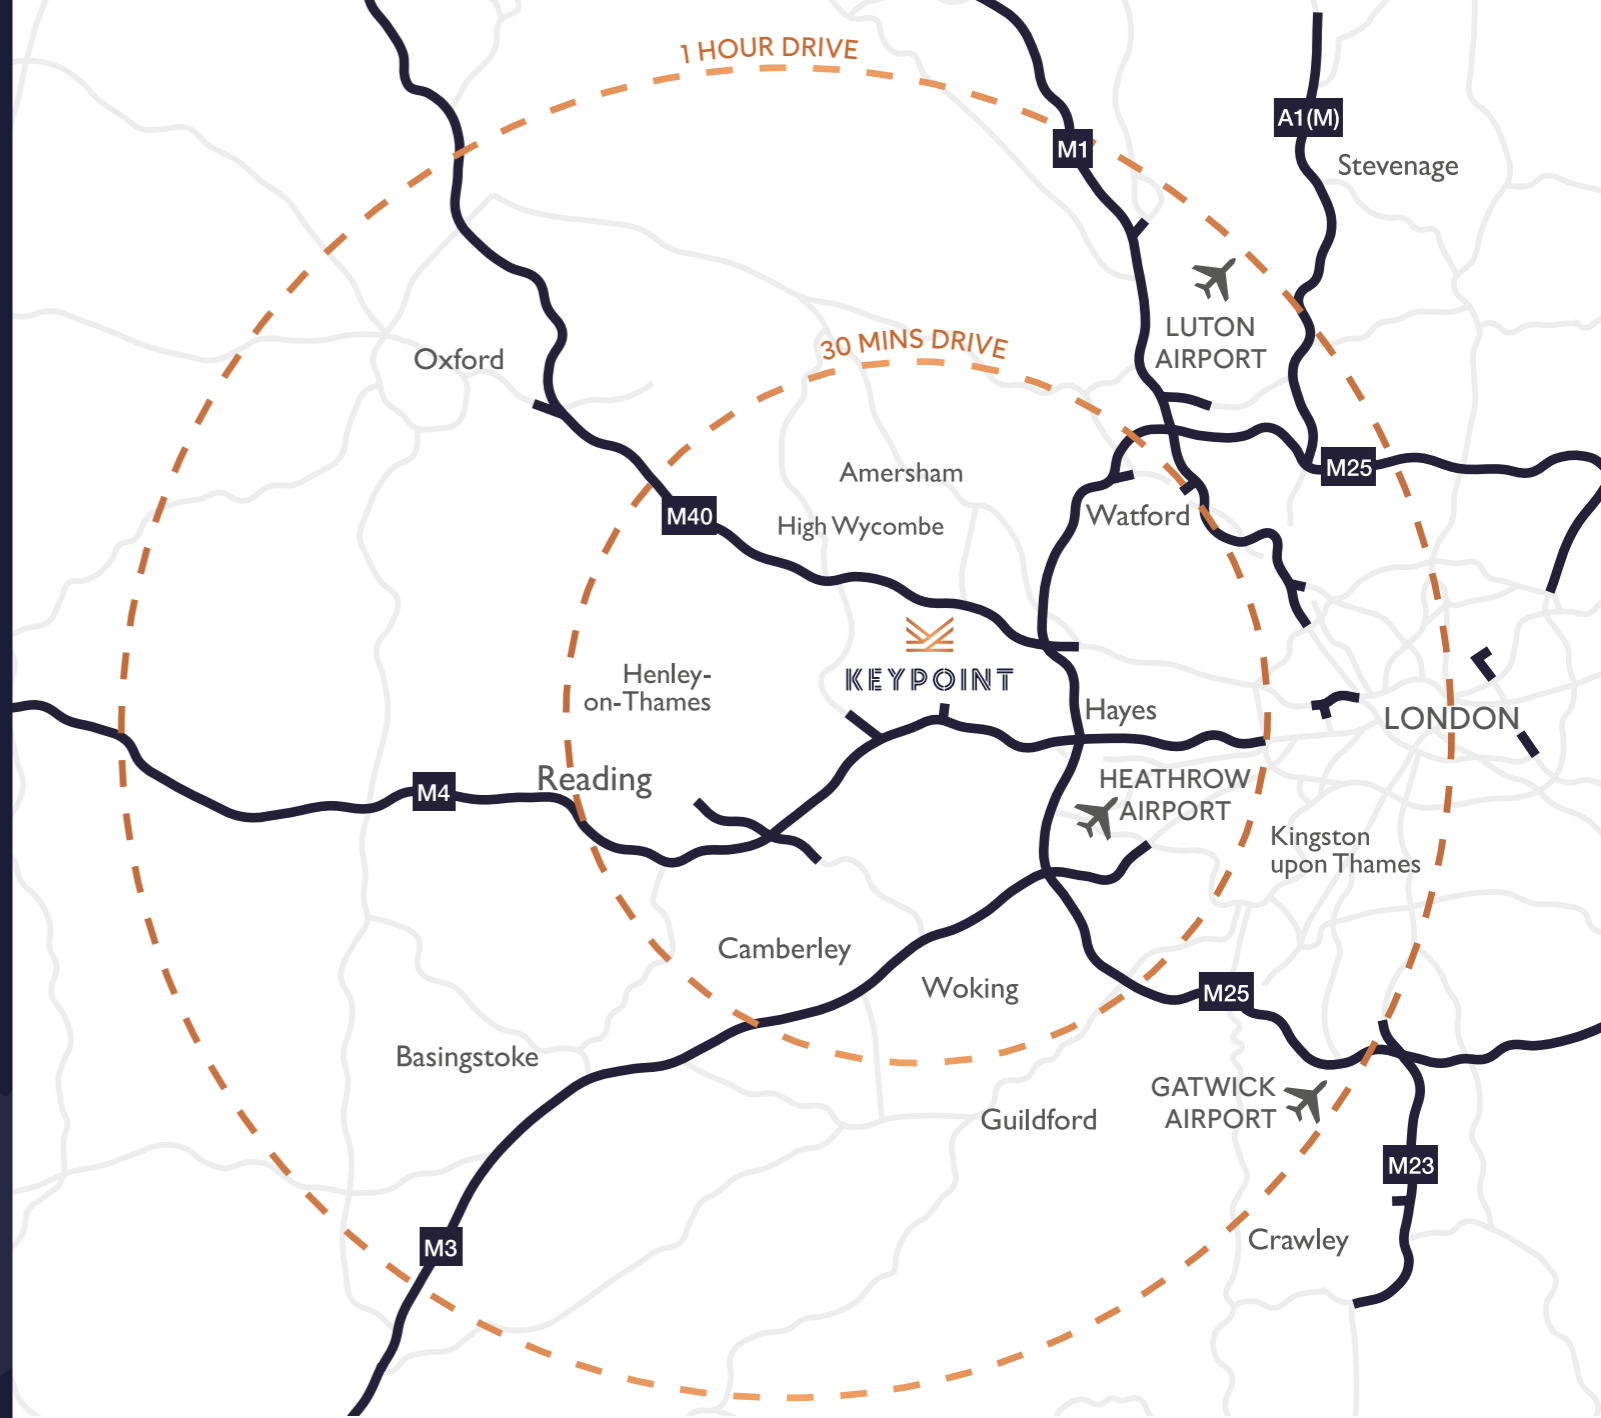 1 HOUR DRIVE
A1(M)
M1
Stevenage
LUTON
AIRPORT
30 MINS DRIVE
Oxford
M25
Amersham
M40
High Wycombe
Watford
Henley-
on-Thames
KEYPOINT
Hayes
LONDON
Reading
M4
HEATHROW
AIRPORT
Kingston
upon Thames
Camberley
Woking
M25
Basingstoke
GATWICK
AIRPORT
Guildford
M23
M3
Crawley